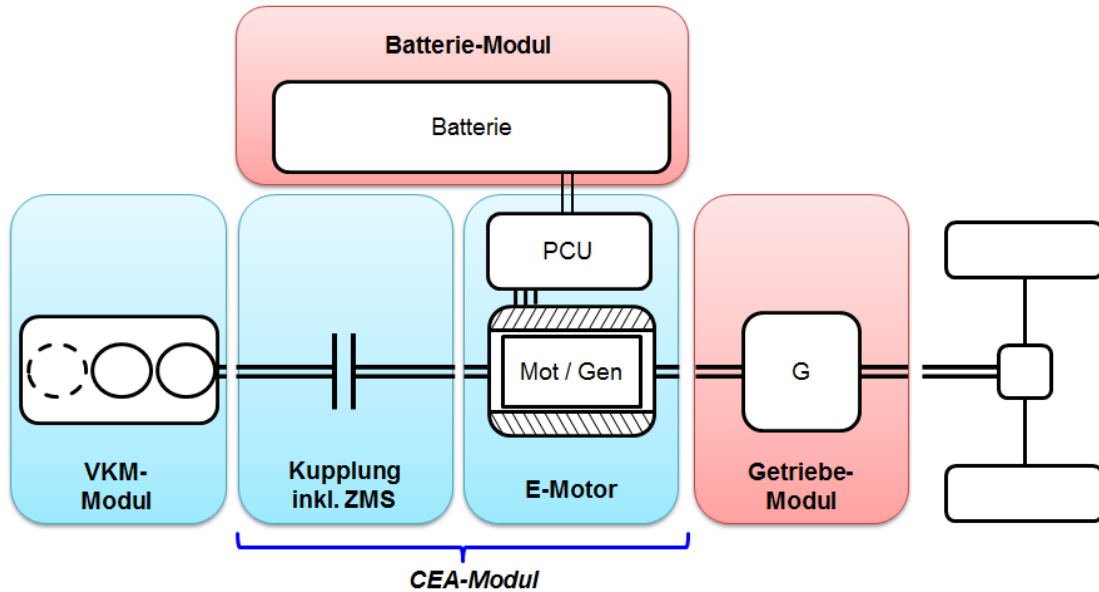 Batterie-Modul
Batterie
PCU
Mot / Gen
G
VKM-
Modul
Kupplung
inkl. ZMS
E-Motor
Getriebe-
Modul
CEA-Modul